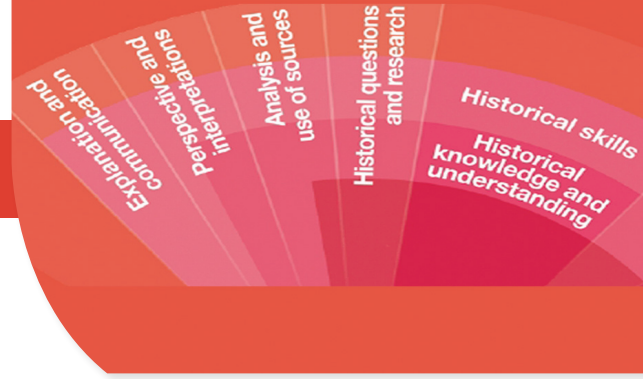 Explanation and
communication
Perspective and
interpretations
Analysis and
use of sources
Historical questions
and research
Historical skills
Historical
knowledge and
understanding